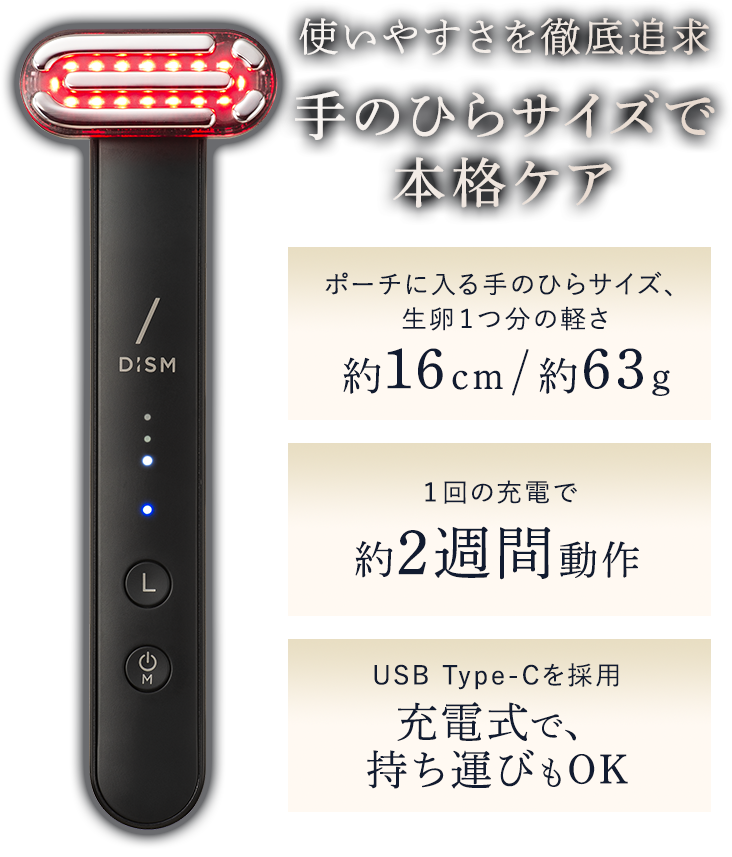 使いやすさを徹底追求
手のひらサイズで
本格ケア
ポーチに入る手のひらサイズ、
生卵1つ分の軽さ
約16cm/約63g
1回の充電で
約2週間動作
USB Type-Cを採用
充電式で、
持ち運びもOK
DISM
L
M